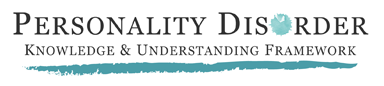 PERSONALITY DISORDER
KNOWLEDGE & UNDERSTANDING FRAMEWORK